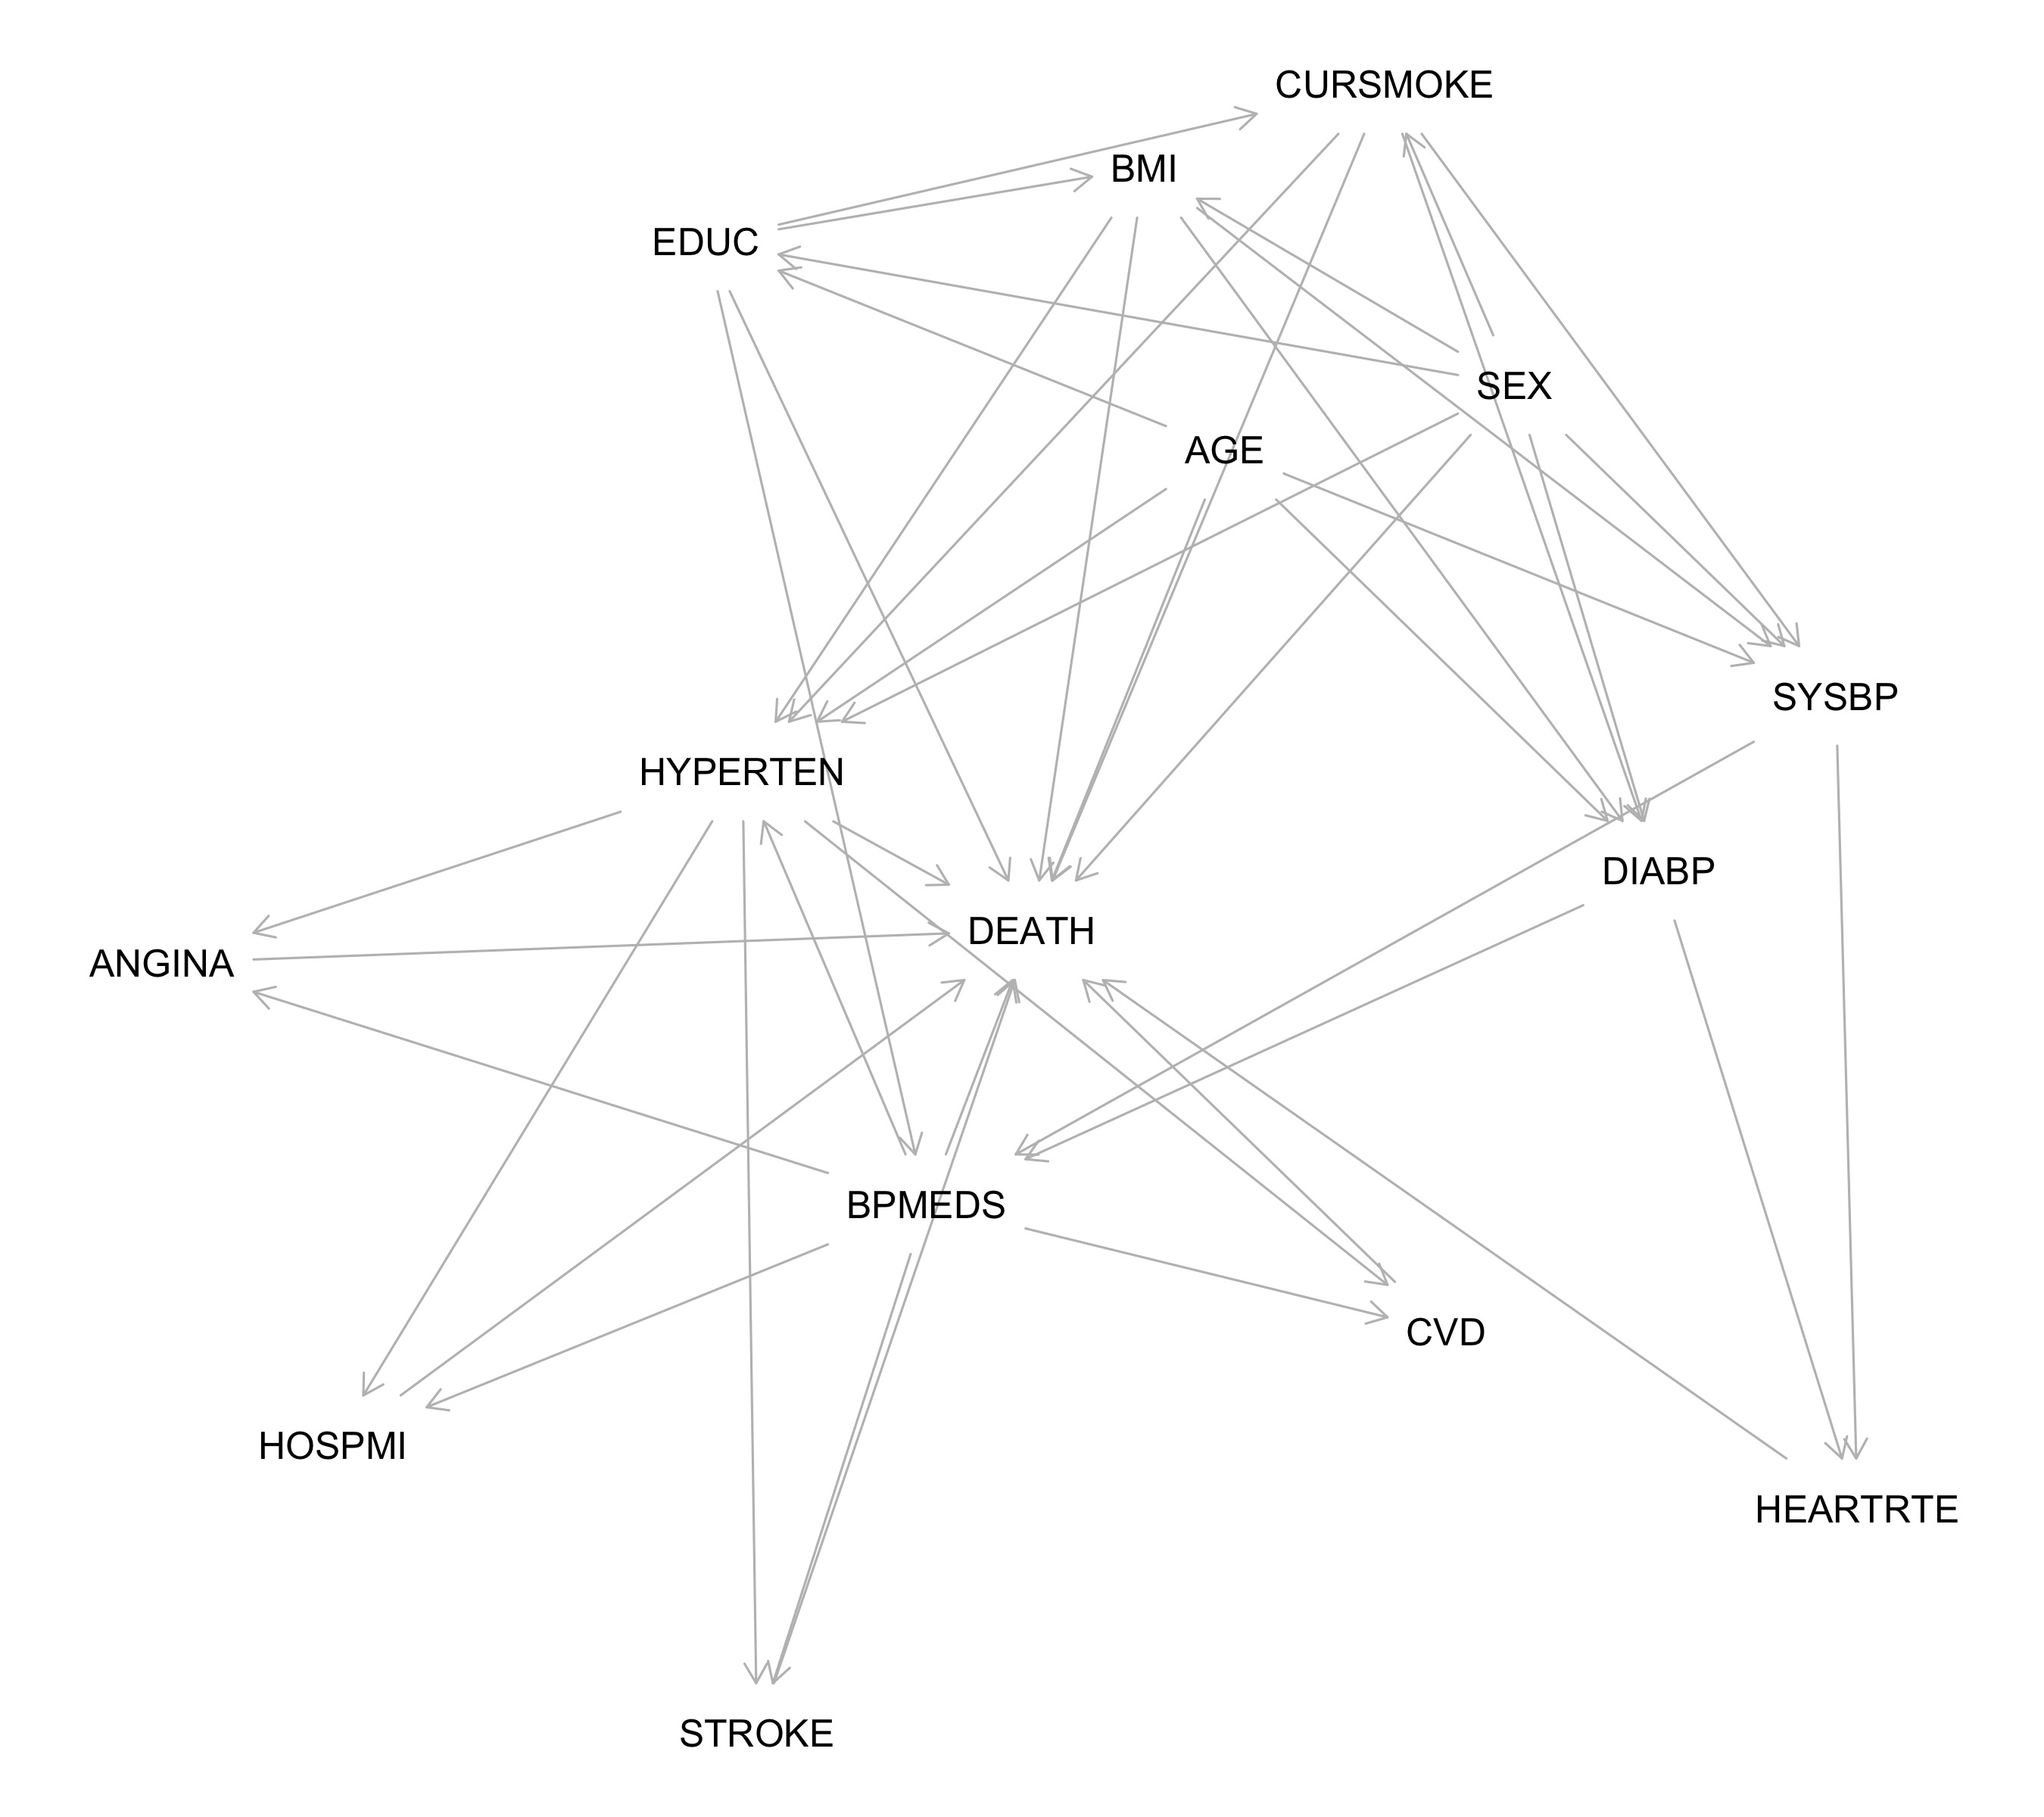 CURSMOKE
BMI
EDUC
SEX
AGE
SYSBP
HYPERTEN
DIABP
DEATH
ANGINA
BPMEDS
CVD
HOSPMI
HEARTRTE
STROKE